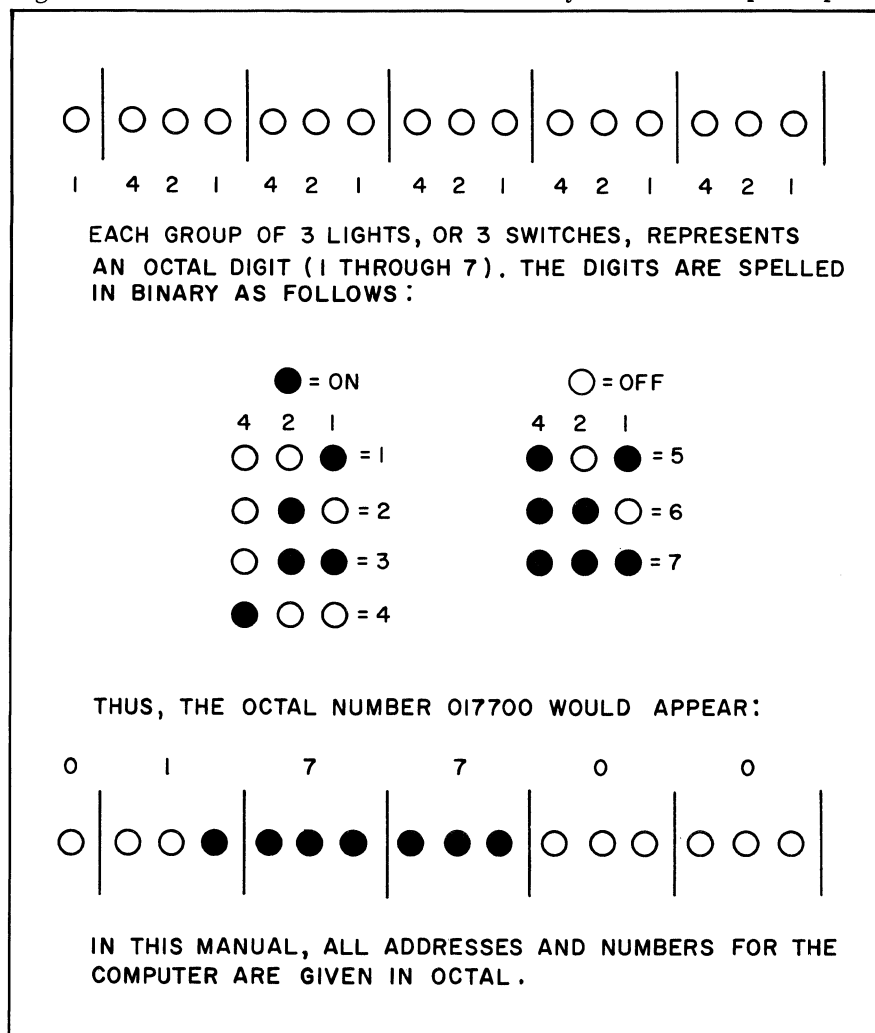 1 4 2 1 4 2 1 4 2 1 4 2 1 4 2 1
EACH GROUP OF 3 LIGHTS, OR 3 SWITCHES, REPRESENTS
AN OCTAL DIGIT (1 THROUGH 7). THE DIGITS ARE SPELLED
IN BINARY AS FOLLOWS:
= ON = OFF
4 2 1 4 2 1
= 1 = 5
= 2 = 6
= 3 = 7
= 4
THUS, THE OCTAL NUMBER 017700 WOULD APPEAR:
0 1 7 7 0 0
IN THIS MANUAL, ALL ADDRESSES AND NUMBERS FOR THE
COMPUTER ARE GIVEN IN OCTAL.